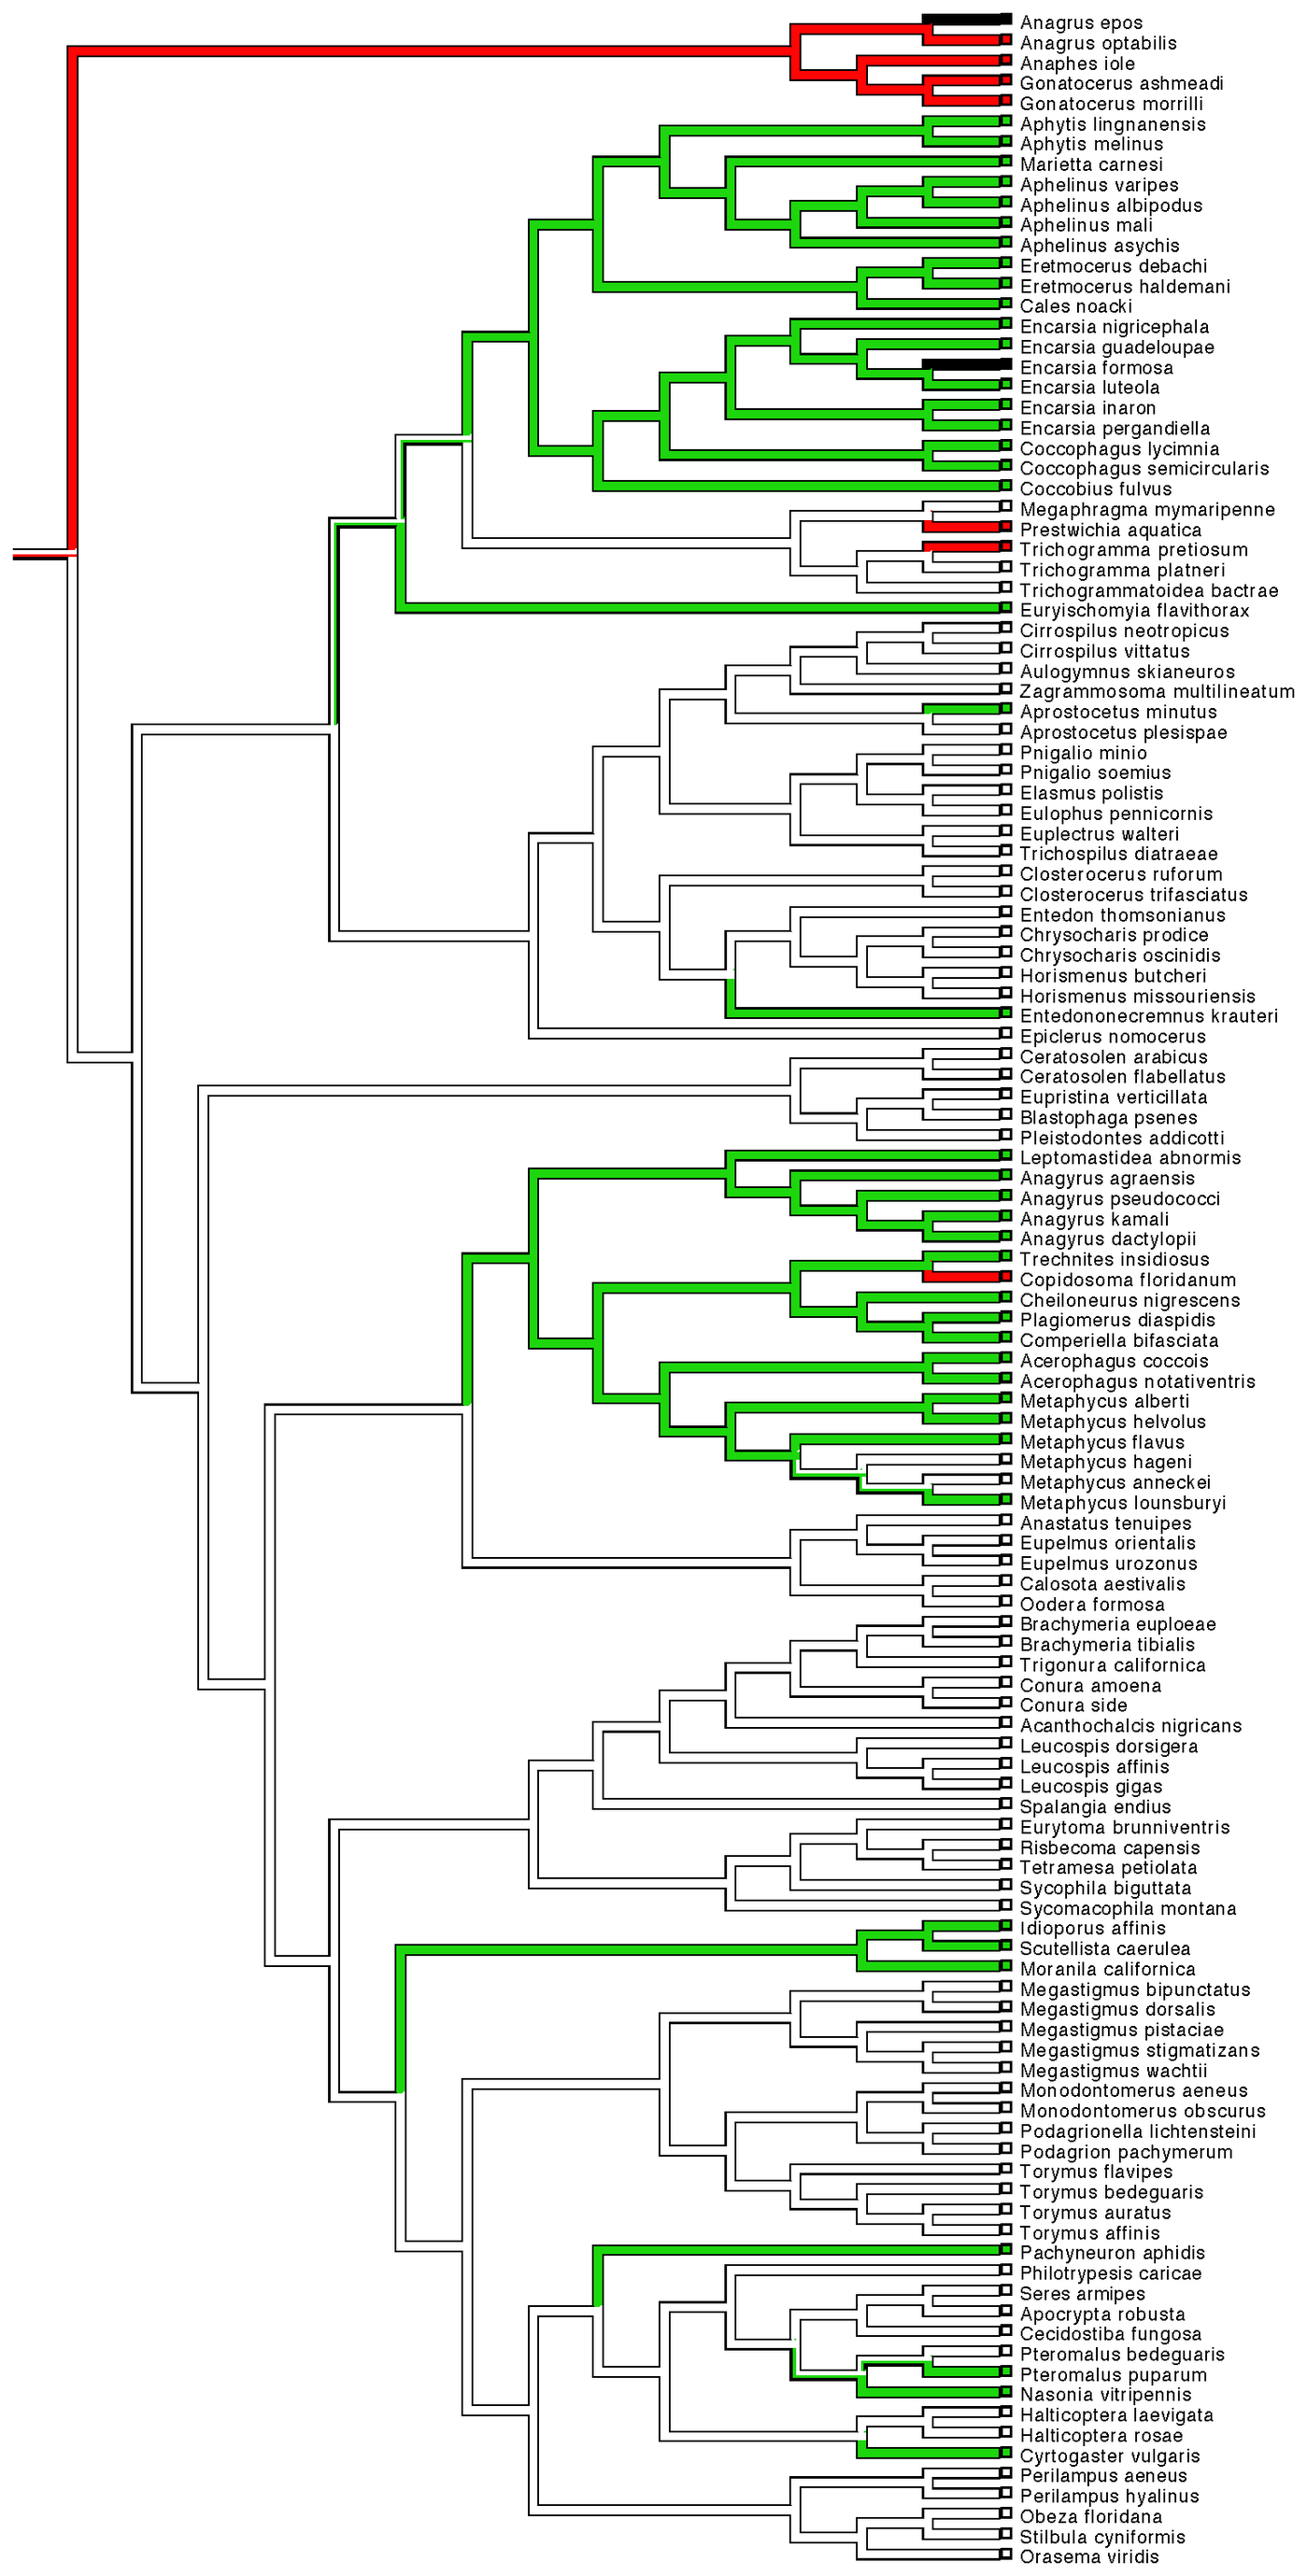 Anagrus epos
Anagrus optabilis
Anaphes iole
Gonatocerus ashmeadi
Gonatocerus morrilli
Aphytis lingnanensis
Aphytis melinus
Marietta carnesi
Aphelinus varipes
Aphelinus albipodus
Aphelinus mali
Aphelinus asychis
Eretmocerus debachi
Eretmocerus haldemani
Cales noacki
Encarsia nigricephala
Encarsia guadeloupae
Encarsia formosa
Encarsia luteola
Encarsia inaron
Encarsia pergandiella
Coccophagus lycimnia
Coccophagus semicircularis
Coccobius fulvus
Megaphragma mymaripenne
Prestwichia aquatica
Trichogramma pretiosum
Trichogramma platneri
Trichogrammatoidea bactrae
Euryischomyia flavithorax
Cirrospilus neotropicus
Cirrospilus vittatus
Aulogymnus skianeuros
Zagrammosoma multilineatum
Aprostocetus minutus
Aprostocetus plesispae
Pnigalio minio
Pnigalio soemius
Elasmus polistis
Eulophus pennicornis
Euplectrus walteri
Trichospilus diatraeae
Closterocerus ruforum
Closterocerus trifasciatus
Entedon thomsonianus
Chrysocharis prodice
Chrysocharis oscinidis
Horismenus butcheri
Horismenus missouriensis
Entedononecremnus krauteri
Epiclerus nomocerus
Ceratosolen arabicus
Ceratosolen flabellatus
Eupristina verticillata
Blastophaga psenes
Pleistodontes addicotti
Leptomastidea abnormis
Anagyrus agraensis
Anagyrus pseudococci
Anagyrus kamali
Anagyrus dactylopii
Trechnites insidiosus
Copidosoma floridanum
Cheiloneurus nigrescens
Plagiomerus diaspidis
Comperiella bifasciata
Acerophagus coccois
Acerophagus notativentris
Metaphycus alberti
Metaphycus helvolus
Metaphycus flavus
Metaphycus hageni
Metaphycus anneckei
Metaphycus lounsburyi
Anastatus tenuipes
Eupelmus orientalis
Eupelmus urozonus
Calosota aestivalis
Oodera formosa
Brachymeria euploeae
Brachymeria tibialis
Trigonura californica
Conura amoena
Conura side
Acanthochalcis nigricans
Leucospis dorsigera
Leucospis affinis
Leucospis gigas
Spalangia endius
Eurytoma brunniventris
Risbecoma capensis
Tetramesa petiolata
Sycophila biguttata
Sycomacophila montana
Idioporus affinis
Scutellista caerulea
Moranila californica
Megastigmus bipunctatus
Megastigmus dorsalis
Megastigmus pistaciae
Megastigmus stigmatizans
Megastigmus wachtii
Monodontomerus aeneus
Monodontomerus obscurus
Podagrionella lichtensteini
Podagrion pachymerum
Torymus flavipes
Torymus bedeguaris
Torymus auratus
Torymus affinis
Pachyneuron aphidis
Philotrypesis caricae
Seres armipes
Apocrypta robusta
Cecidostiba fungosa
Pteromalus bedeguaris
Pteromalus puparum
Nasonia vitripennis
Halticoptera laevigata
Halticoptera rosae
Cyrtogaster vulgaris
Perilampus aeneus
Perilampus hyalinus
Obeza floridana
Stilbula cyniformis
Orasema viridis